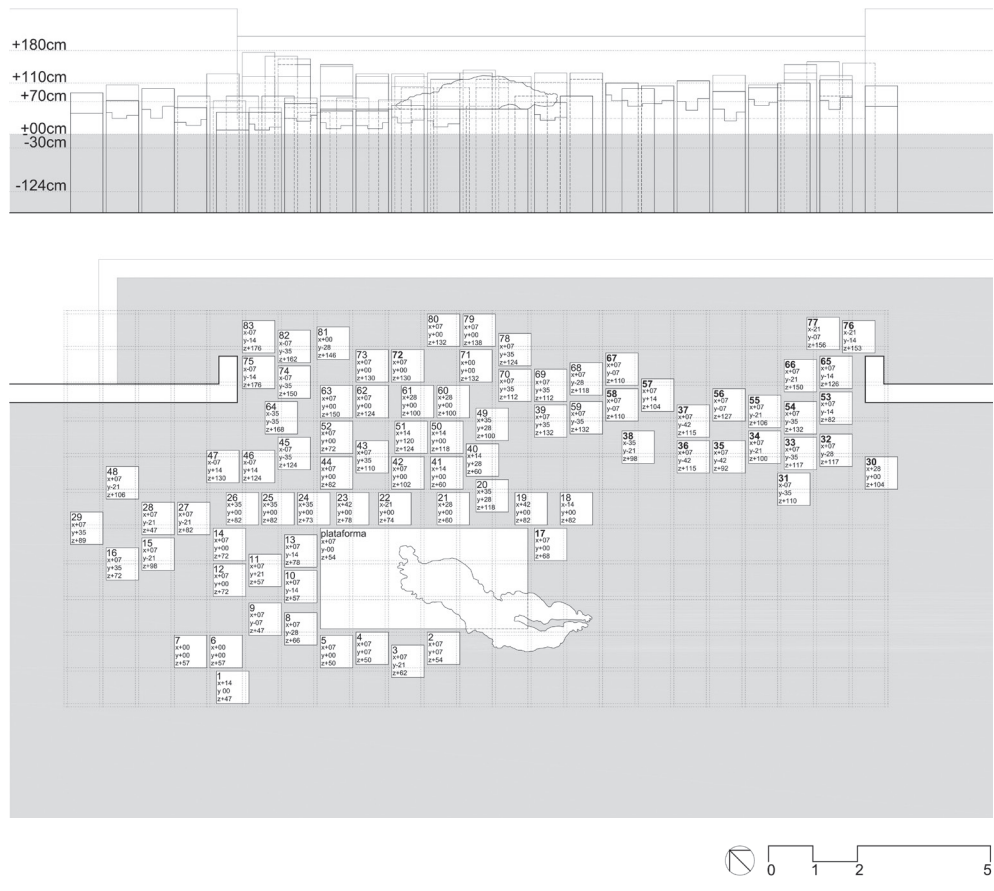 +180cm
+110cm
+70cm
+00cm
-30cm
-124cm
83
x-07
y-14
z+176
82
x-07
y-35
z+162
81
x+00
y-28
z+146
80
x+07
y+00
z+132
79
x+07
y+00
z+138
78
x+07
y+35
z+124
77
x-21
y-07
z+156
76
x-21
y-14
z+153
75
x-07
y-14
z+176
74
x-07
y-35
z+150
73
x+07
y+00
z+130
72
x+07
y+00
z+130
71
x+00
y+00
z+132
70
x+07
y+35
z+112
69
x+07
y+35
z+112
68
x+07
y-28
z+118
67
x+07
y-07
z+110
66
x+07
y-21
z+150
65
x+07
y-14
z+126
64
x-35
y-35
z+168
63
x+07
y+00
z+150
62
x+07
y+00
z+124
61
x+28
y+00
z+100
60
x+28
y+00
z+100
49
x+35
y+28
z+100
39
x+07
y+35
z+132
59
x+07
y-35
z+132
58
x+07
y-07
z+110
57
x+07
y+14
z+104
37
x+07
y-42
z+115
56
x+07
y-07
z+127
55
x+07
y-21
z+106
54
x+07
y-35
z+132
53
x+07
y-14
z+82
52
x+07
y+00
z+72
51
x+14
y+120
z+124
50
x+14
y+00
z+118
45
x-07
y-35
z+124
43
x+07
y+35
z+110
40
x+14
y+28
z+60
38
x-35
y-21
z+98
36
x+07
y-42
z+115
35
x+07
y-42
z+92
34
x+07
y-21
z+100
33
x+07
y-35
z+117
32
x+07
y-28
z+117
47
x-07
y+14
z+130
46
x-07
y+14
z+124
44
x+07
y+00
z+82
42
x+07
y+00
z+102
41
x+14
y+00
z+60
30
x+28
y+00
z+104
48
x+07
y-21
z+106
31
x-07
y-35
z+110
20
x+35
y+28
z+118
29
x+07
y+35
z+89
28
x+07
y-21
z+47
27
x+07
y-21
z+82
26
x+35
y+00
z+82
25
x+35
y+00
z+82
24
x+35
y+00
z+73
23
x+42
y+00
z+78
22
x-21
y+00
z+74
21
x+28
y+00
z+60
19
x+42
y+00
z+82
18
x-14
y+00
z+82
16
x+07
y+35
z+72
15
x+07
y-21
z+98
14
x+07
y+00
z+72
13
x+07
y-14
z+78
plataforma
x+07
y-00
z+54
17
x+07
y+00
z+68
12
x+07
y+00
z+72
11
x+07
y+21
z+57
10
x+07
y-14
z+57
9
x+07
y-07
z+47
8
x+07
y-28
z+66
7
x+00
y+00
z+57
6
x+00
y+00
z+57
5
x+07
y+00
z+50
4
x+07
y+07
z+50
3
x+07
y-21
z+62
2
x+07
y+07
z+54
1
x+14
y 00
z+47
0 1 2 5